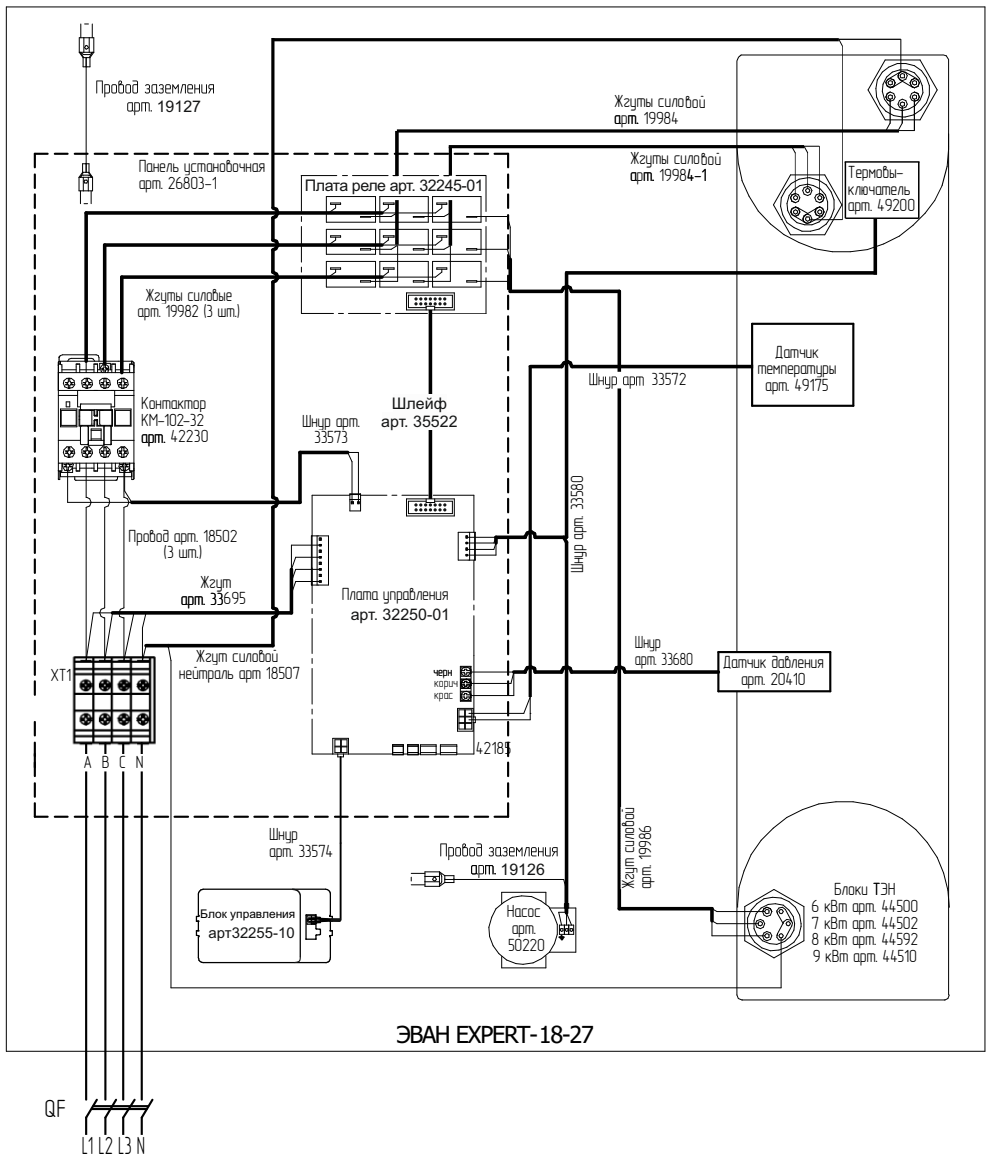 Провод заземления
арт. 19127
Жгуты силовой
арт. 19984
Панель установочная
арт. 26803-1
Жгуты силовой
арт. 19984-1
Термовы-
ключатель
арт. 49200
Плата реле арт. 32245-01
Жгуты силовые
арт. 19982 (3 шт.)
Датчик
температуры
арт. 49175
Шнур арт 33572
Контактор
КМ-102-32
арт. 42230
Шлейф
арт. 35522
Шнур арт.
33573
Шнур арт. 33580
Провод арт. 18502
(3 шт.)
Жгут
арт. 33695
Плата управления
арт. 32250-01
Шнур
арт. 33680
Датчик давления
арт. 20410
XT1
Жгут силовой
нейтраль арт 18507
черн
корич
крас
42185
A B C N
Шнур
арт. 33574
Провод заземления
арт. 19126
Жгут силовой
арт. 19986
Блок управления
арт32255-10
Насос
арт.
50220
Блоки ТЭН
6 кВт арт. 44500
7 кВт арт. 44502
8 кВт арт. 44592
9 кВт арт. 44510
ЭВАН EXPERT-18-27
QF
L1 L2 L3 N